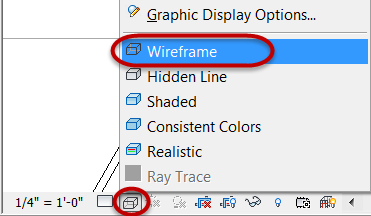 Graphic Display Options...
Wireframe
Hidden Line
Shaded
Consistent Colors
Realistic
Ray Trace
1/4" = 1'-0"